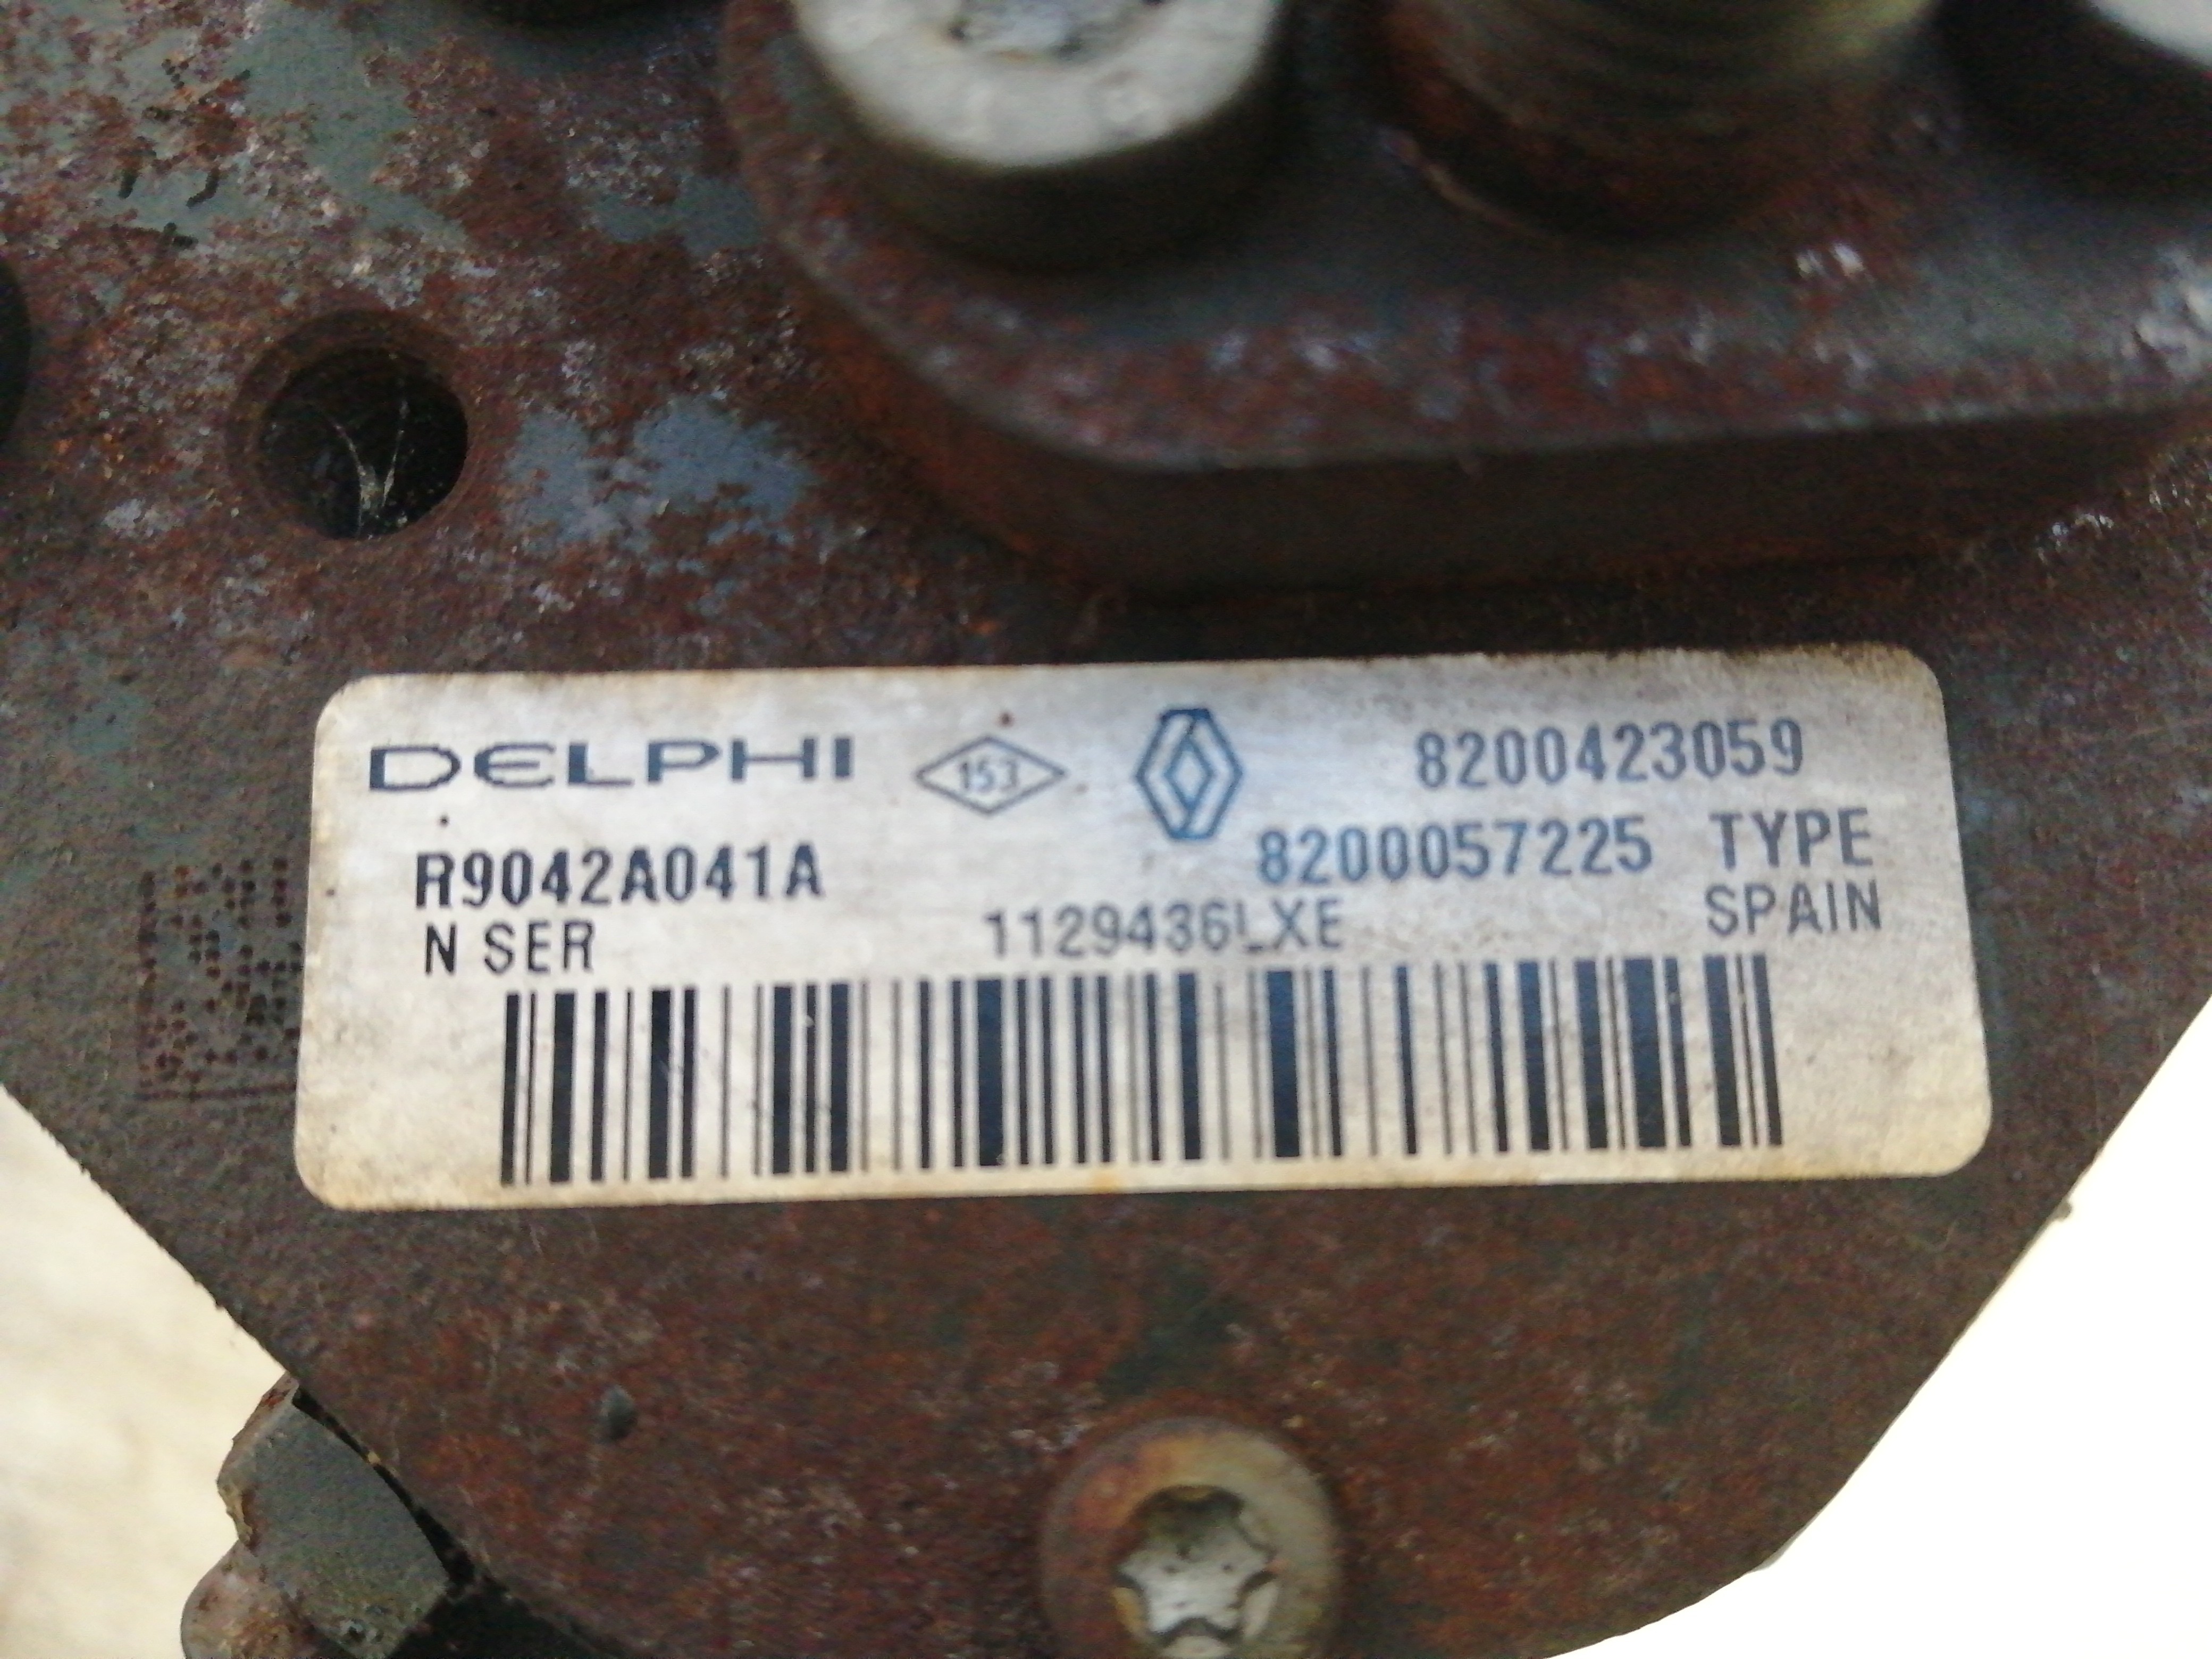 DELPHI 153 8200423059
R9042A041A 8200057225 TYPE
N SER 1129436LXE SPAIN